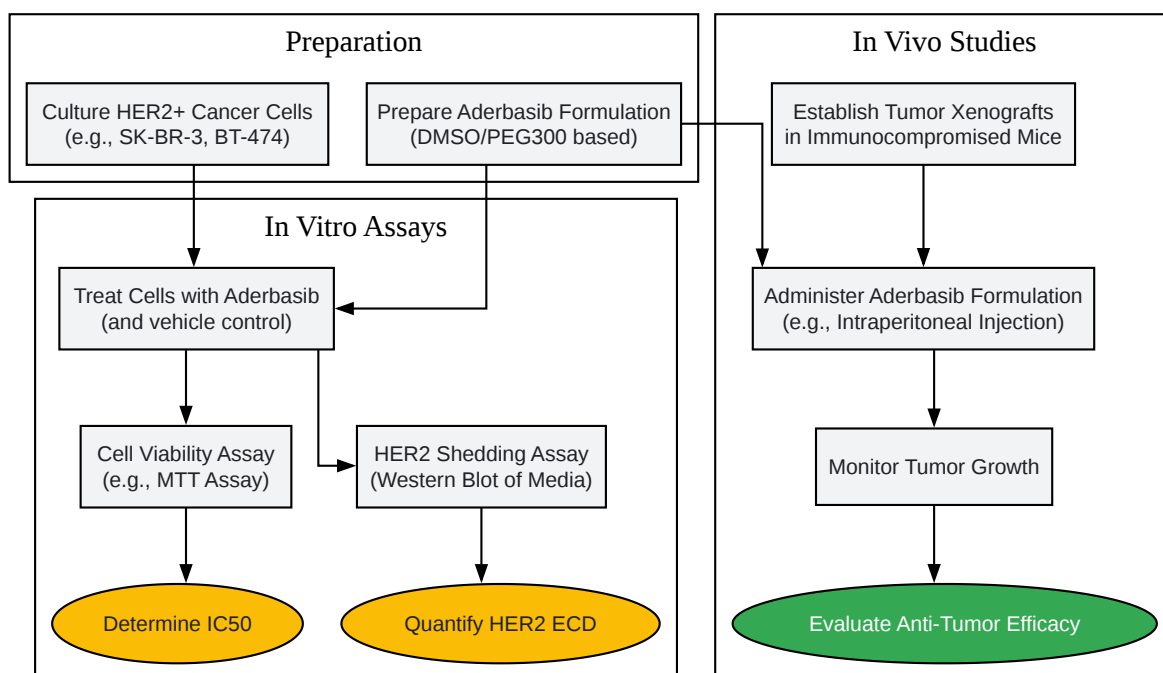 Preparation
Culture HER2+ Cancer Cells
(e.g., SK-BR-3, BT-474)
Prepare Aderbasib Formulation
(DMSO/PEG300 based)
In Vitro Assays
Treat Cells with Aderbasib
(and vehicle control)
Cell Viability Assay
(e.g., MTT Assay)
HER2 Shedding Assay
(Western Blot of Media)
Determine IC50
Quantify HER2 ECD
In Vivo Studies
Establish Tumor Xenografts
in Immunocompromised Mice
Administer Aderbasib Formulation
(e.g., Intraperitoneal Injection)
Monitor Tumor Growth
Evaluate Anti-Tumor Efficacy